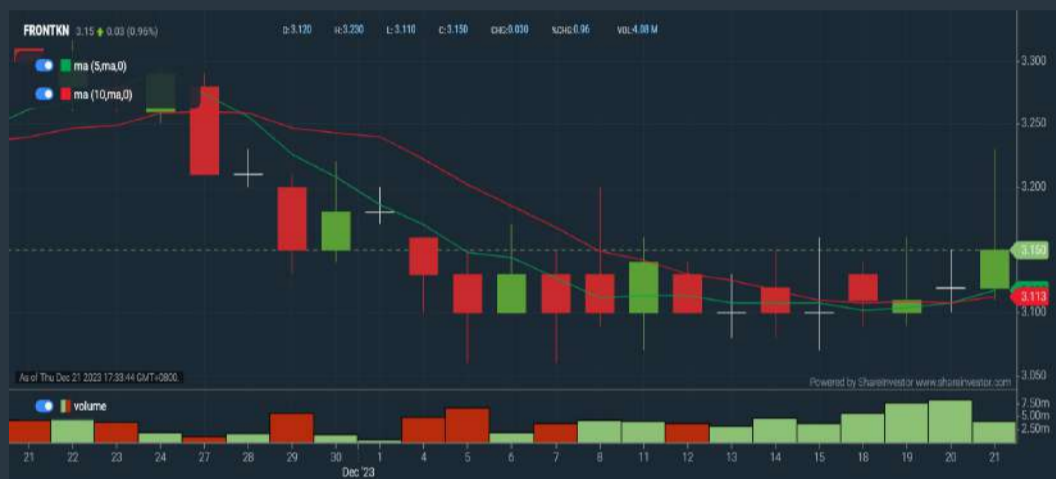 FRONTKN 3.15 0.03 (0.96%) O:3.120 H:3.230 L:3.110 C:3.150 CHG:0.030 %CHG:0.96 VOL:4.08 M
ma (5,ma,0)
ma (10,ma,0)
3.300
3.250
3.200
3.150
3.113
3.100
3.050
As of Thu Dec 21 2023 17:33:44 GMT+0800.
Powered by ShareInvestor www.shareinvestor.com
volume
7.50m
5.00m
2.50m
21 22 23 24 27 28 29 30 1 4 5 6 7 8 11 12 13 14 15 18 19 20 21
Dec '23